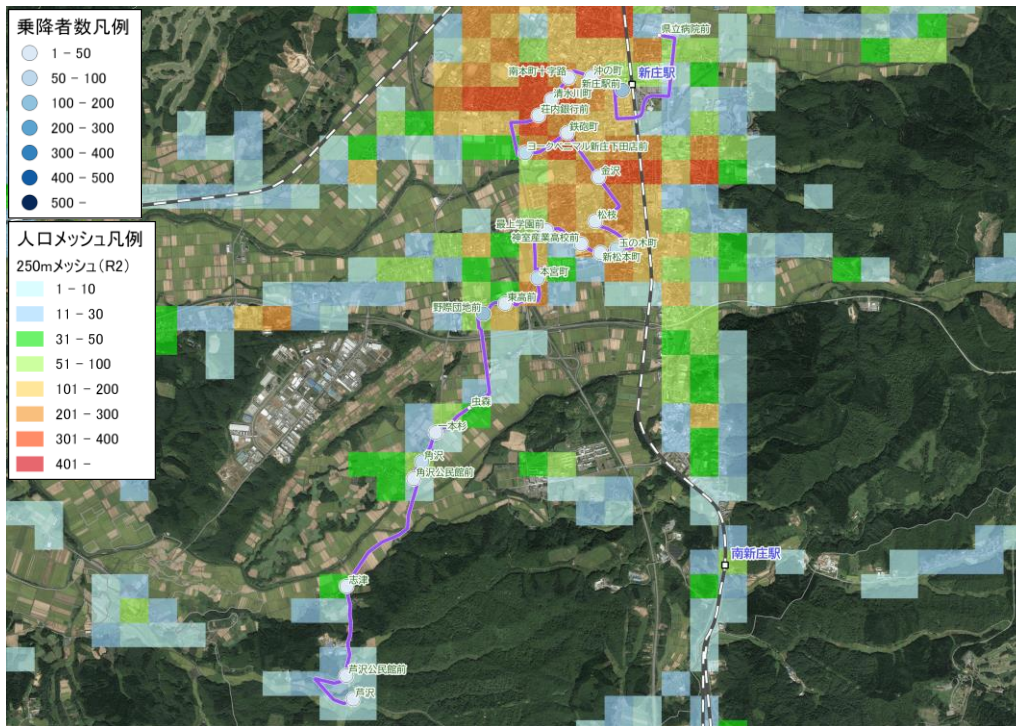 乗降者数凡例
1 - 50
50 - 100
100 - 200
200 - 300
300 - 400
400 - 500
500 -
人口メッシュ凡例
250mメッシュ(R2)
1 - 10
11 - 30
31 - 50
51 - 100
101 - 200
201 - 300
301 - 400
401 -
県立病院前
南本町十字路
沖の町
新庄駅
新庄駅前
清水川町
荘内銀行前
鉄砲町
ヨークベニマル新庄下田店前
金沢
松枝
最上学園前
神室産業高校前
玉の木町
新松本町
本宮町
東高前
野際団地前
虫森
一本杉
角沢
角沢公民館前
南新庄駅
志津
芦沢公民館前
芦沢